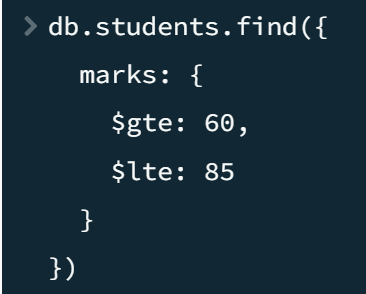 > db.students.find({
marks: {
$gte: 60,
$lte: 85
}
})